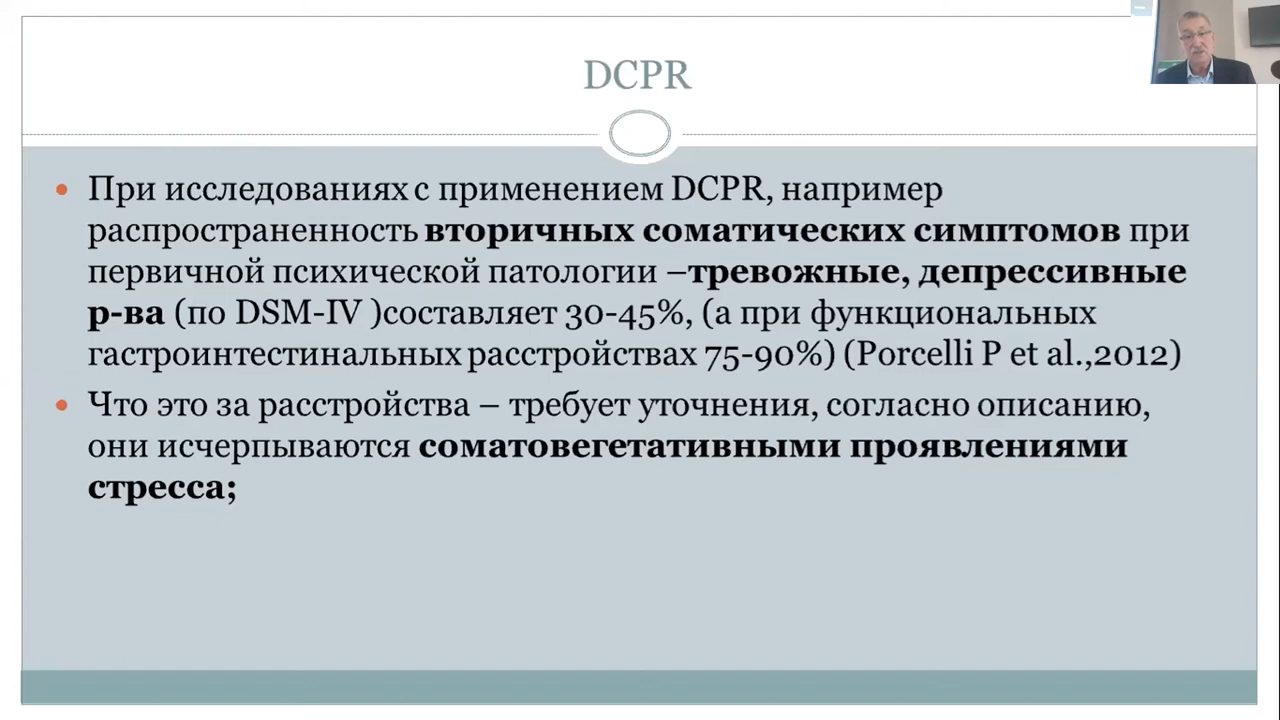 DCPR
При исследованиях с применением DCPR, например
распространенность вторичных соматических симптомов при
первичной психической патологии –тревожные, депрессивные
р-ва (по DSM-IV )составляет 30-45%, (а при функциональных
гастроинтестинальных расстройствах 75-90%) (Porcelli P et al.,2012)
Что это за расстройства – требует уточнения, согласно описанию,
они исчерпываются соматовегетативными проявлениями
стресса;